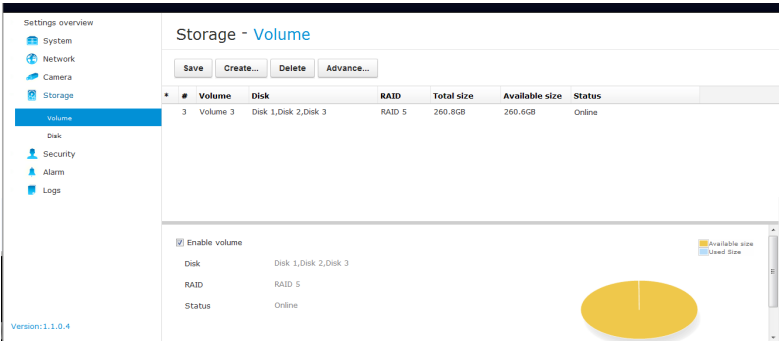 Settings overview
System
Network
Camera
Storage
Volume
Disk
Security
Alarm
Logs
Version:1.1.0.4
Storage - Volume
Save Create... Delete Advance...
* # Volume Disk RAID Total size Available size Status
3 Volume 3 Disk 1,Disk 2,Disk 3 RAID 5 260.8GB 260.6GB Online
Enable volume
Disk Disk 1,Disk 2,Disk 3
RAID RAID 5
Status Online
Available size
Used Size